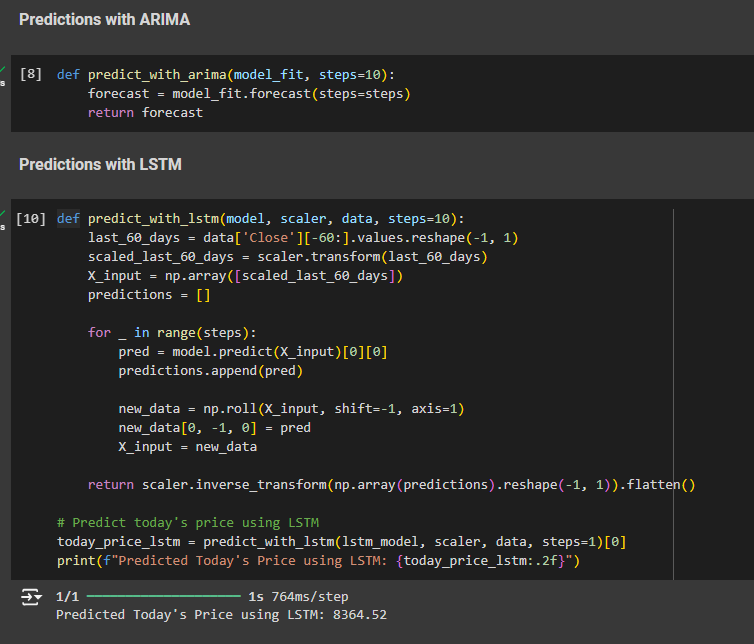 Predictions with ARIMA
[8] def predict_with_arima(model_fit, steps=10):
        forecast = model_fit.forecast(steps=steps)
        return forecast
Predictions with LSTM
[10] def predict_with_lstm(model, scaler, data, steps=10):
        last_60_days = data['Close'][-60:].values.reshape(-1, 1)
        scaled_last_60_days = scaler.transform(last_60_days)
        X_input = np.array([scaled_last_60_days])
        predictions = []
        for _ in range(steps):
            pred = model.predict(X_input)[0][0]
            predictions.append(pred)
            new_data = np.roll(X_input, shift=-1, axis=1)
            new_data[0, -1, 0] = pred
            X_input = new_data
        return scaler.inverse_transform(np.array(predictions).reshape(-1, 1)).flatten()
    # Predict today's price using LSTM
    today_price_lstm = predict_with_lstm(lstm_model, scaler, data, steps=1)[0]
    print(f"Predicted Today's Price using LSTM: {today_price_lstm:.2f}")
1/1 ━━━━━━━━━━━━━━━━━━━━ 1s 764ms/step
Predicted Today's Price using LSTM: 8364.52